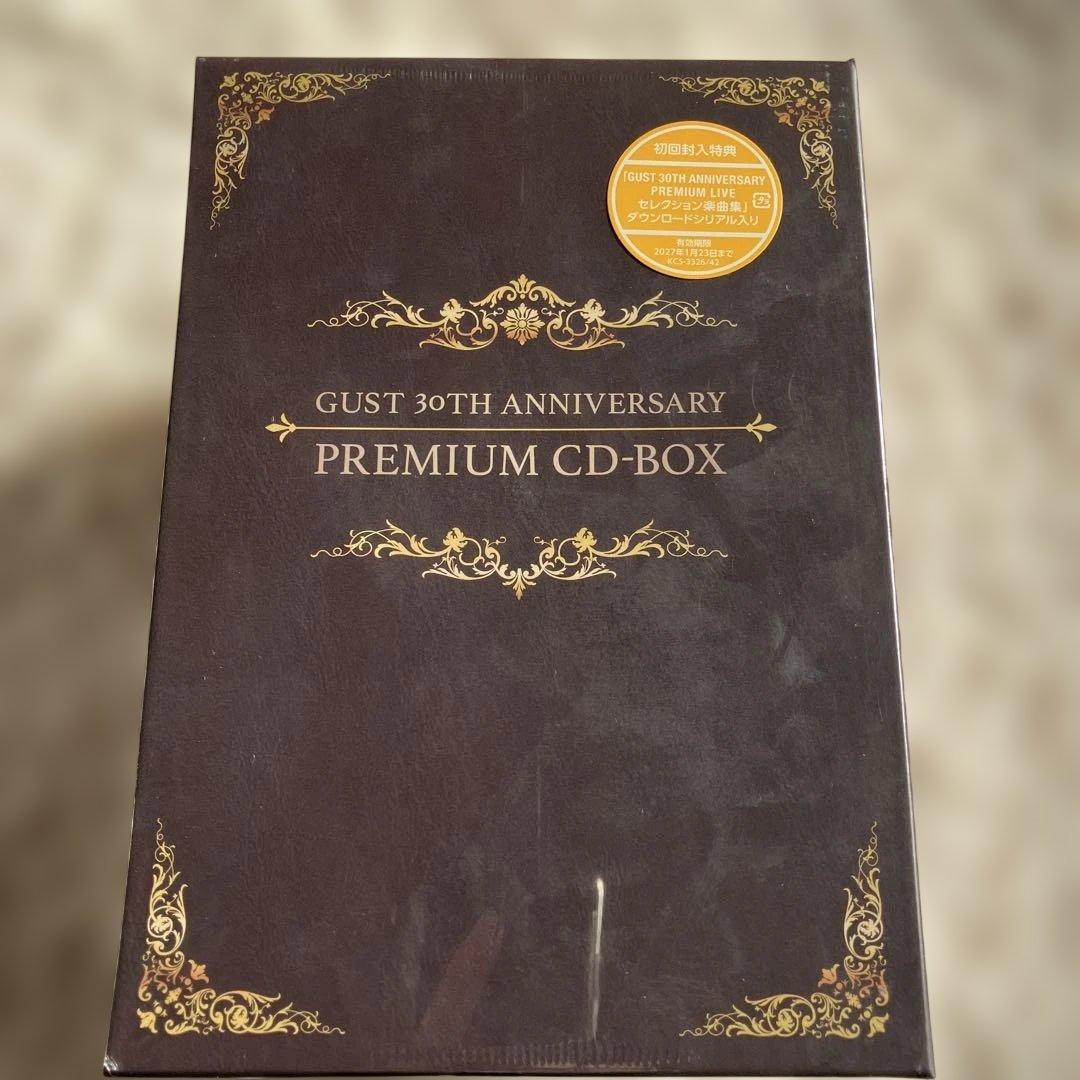 初回封入特典
「GUST 30TH ANNIVERSARY
PREMIUM LIVE
セレクション楽曲集」
ダウンロードシリアル入り
有効期限
2027年1月23日まで
KCS-3326/42
GUST 30TH ANNIVERSARY
PREMIUM CD-BOX